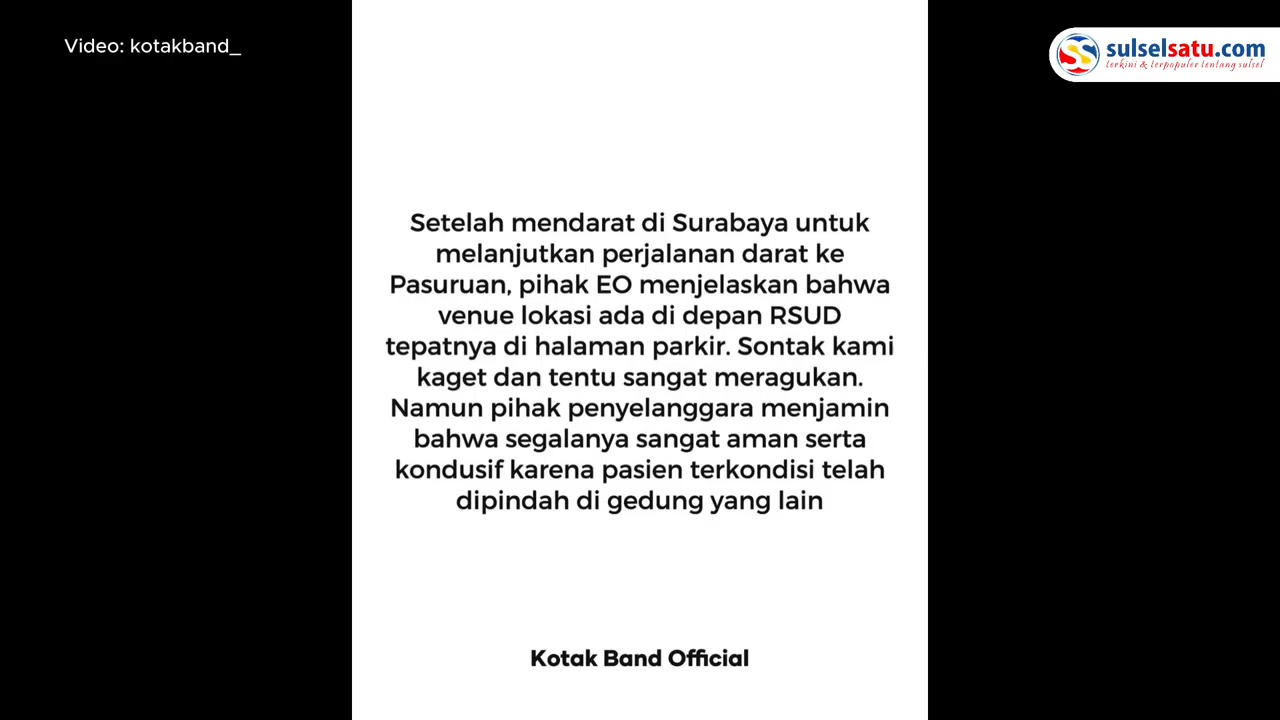 Video: kotakband_
sulselsatu.com
terkini & terpopuler tentang sulsel
Setelah mendarat di Surabaya untuk
melanjutkan perjalanan darat ke
Pasuruan, pihak EO menjelaskan bahwa
venue lokasi ada di depan RSUD
tepatnya di halaman parkir. Sontak kami
kaget dan tentu sangat meragukan.
Namun pihak penyelanggara menjamin
bahwa segalanya sangat aman serta
kondusif karena pasien terkondisi telah
dipindah di gedung yang lain
Kotak Band Official